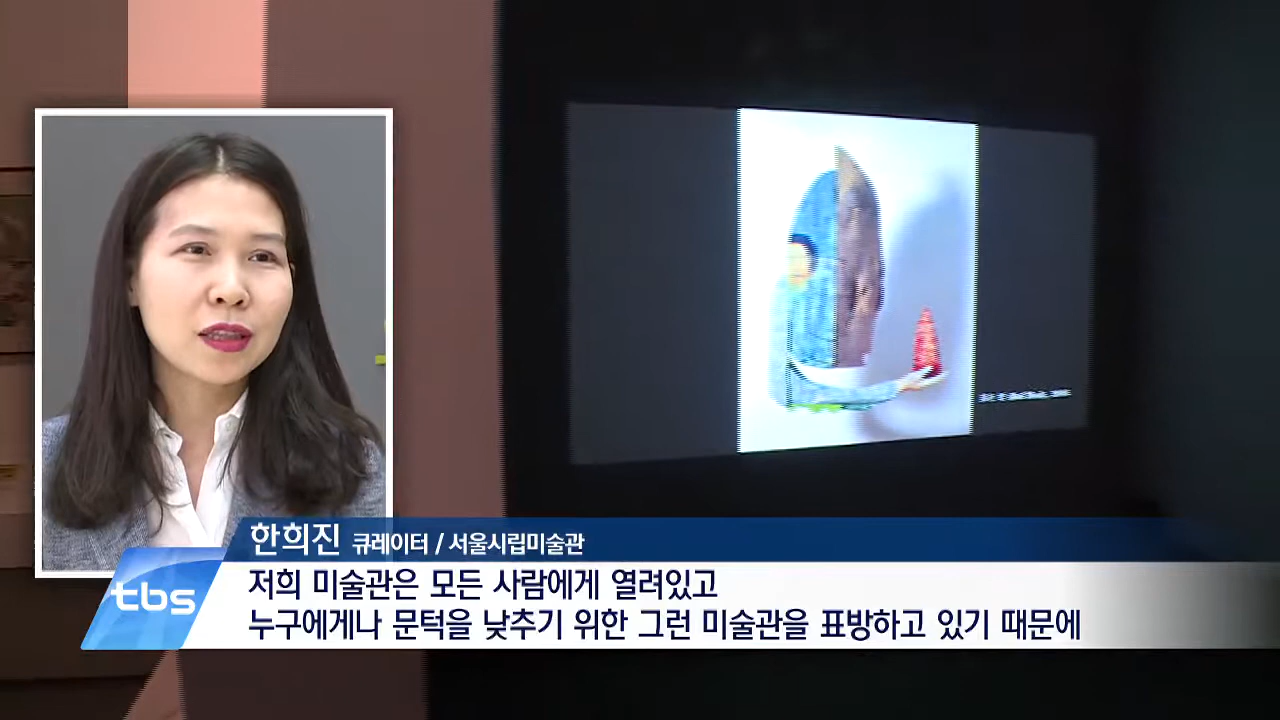 한희진 큐레이터 / 서울시립미술관
tbs
저희 미술관은 모든 사람에게 열려있고
누구에게나 문턱을 낮추기 위한 그런 미술관을 표방하고 있기 때문에